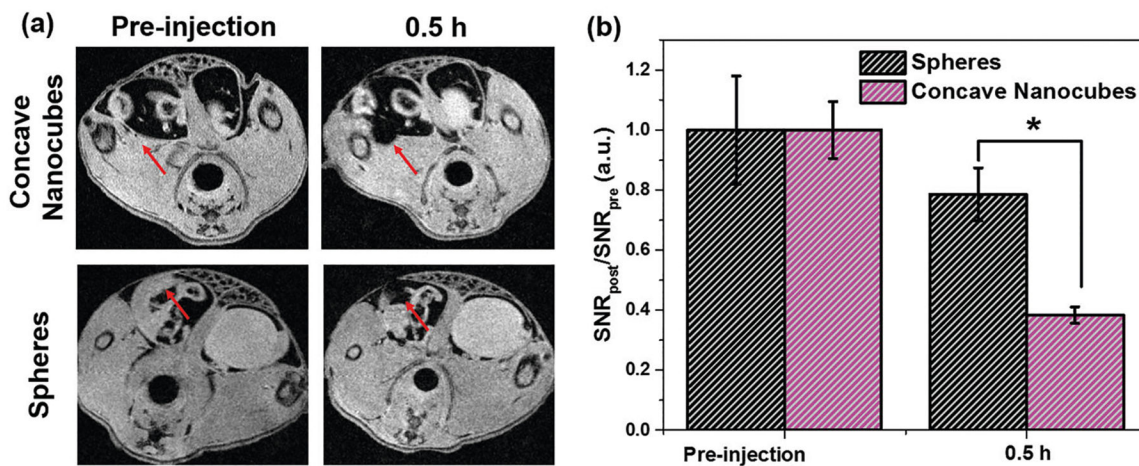 (a)
Pre-injection
0.5 h
Concave
Nanocubes
Spheres
(b)
Spheres
Concave Nanocubes
*
SNRpost/SNRpre (a.u.)
1.2
1.0
0.8
0.6
0.4
0.2
0.0
Pre-injection
0.5 h